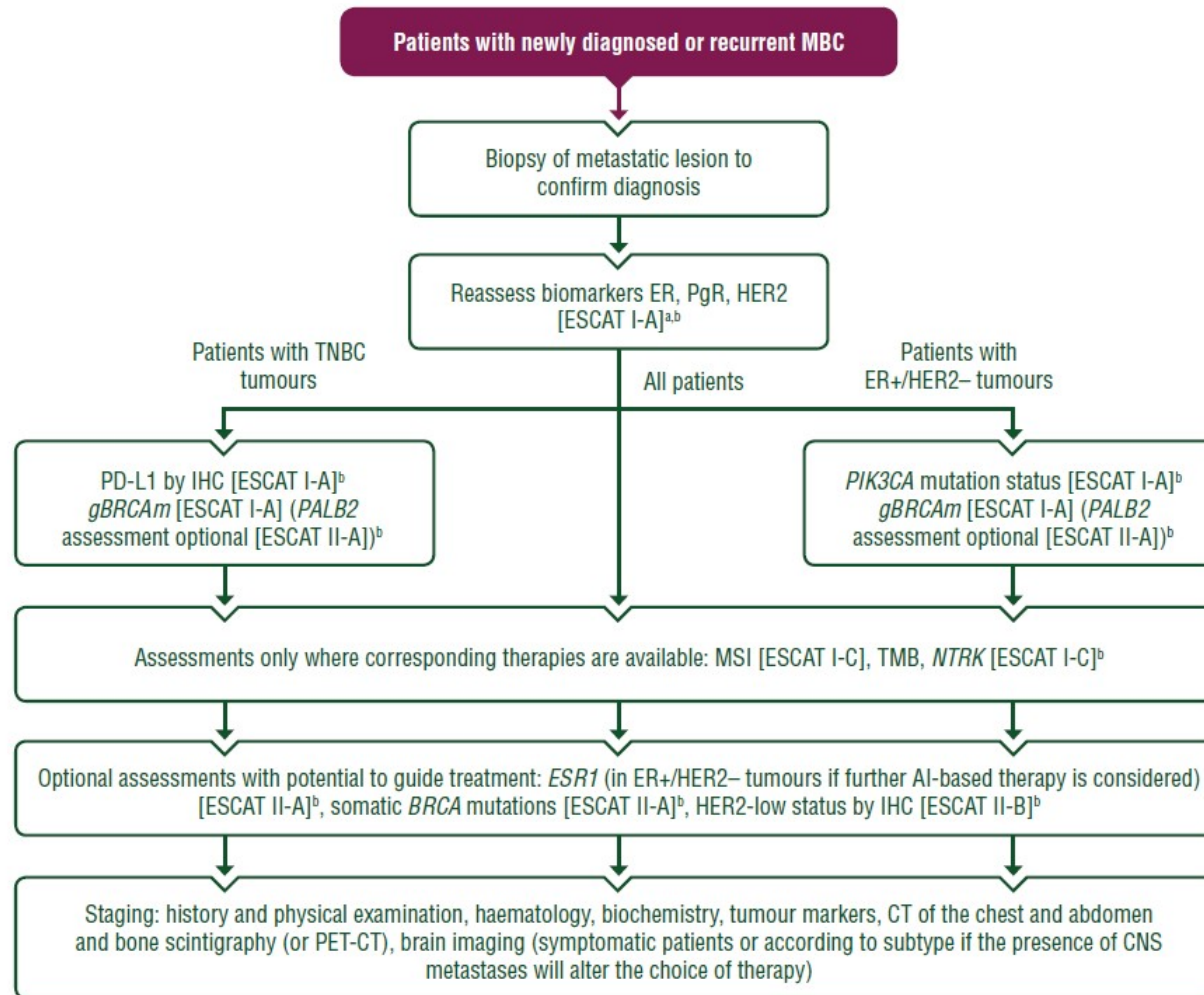 Patients with newly diagnosed or recurrent MBC
Biopsy of metastatic lesion to
confirm diagnosis
Reassess biomarkers ER, PgR, HER2
[ESCAT I-A]a,b
Patients with TNBC
tumours
All patients
Patients with
ER+/HER2– tumours
PD-L1 by IHC [ESCAT I-A]b
gBRCAm [ESCAT I-A] (PALB2
assessment optional [ESCAT II-A])b
PIK3CA mutation status [ESCAT I-A]b
gBRCAm [ESCAT I-A] (PALB2
assessment optional [ESCAT II-A])b
Assessments only where corresponding therapies are available: MSI [ESCAT I-C], TMB, NTRK [ESCAT I-C]b
Optional assessments with potential to guide treatment: ESR1 (in ER+/HER2– tumours if further AI-based therapy is considered)
[ESCAT II-A]b, somatic BRCA mutations [ESCAT II-A]b, HER2-low status by IHC [ESCAT II-B]b
Staging: history and physical examination, haematology, biochemistry, tumour markers, CT of the chest and abdomen
and bone scintigraphy (or PET-CT), brain imaging (symptomatic patients or according to subtype if the presence of CNS
metastases will alter the choice of therapy)